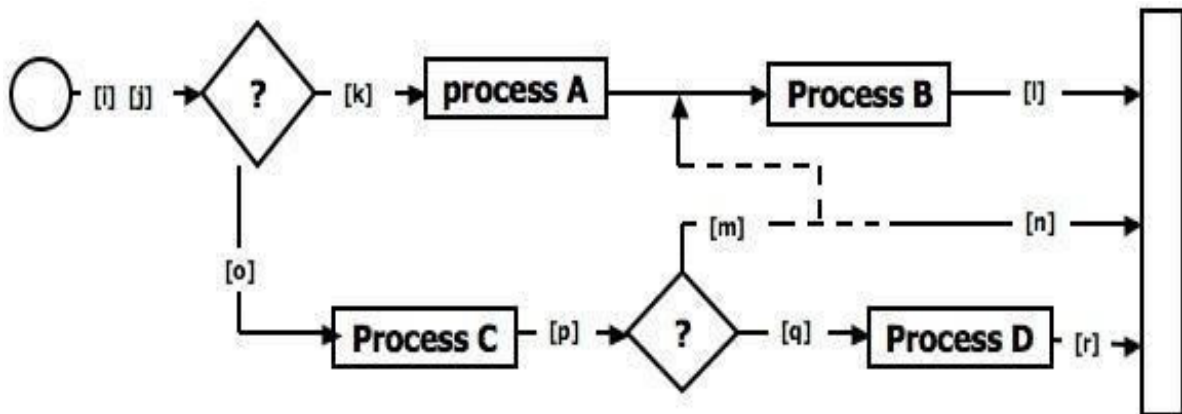 [i] [j] ? [k] process A Process B [l]
[m] [n]
[o]
Process C [p] ? [q] Process D [r]